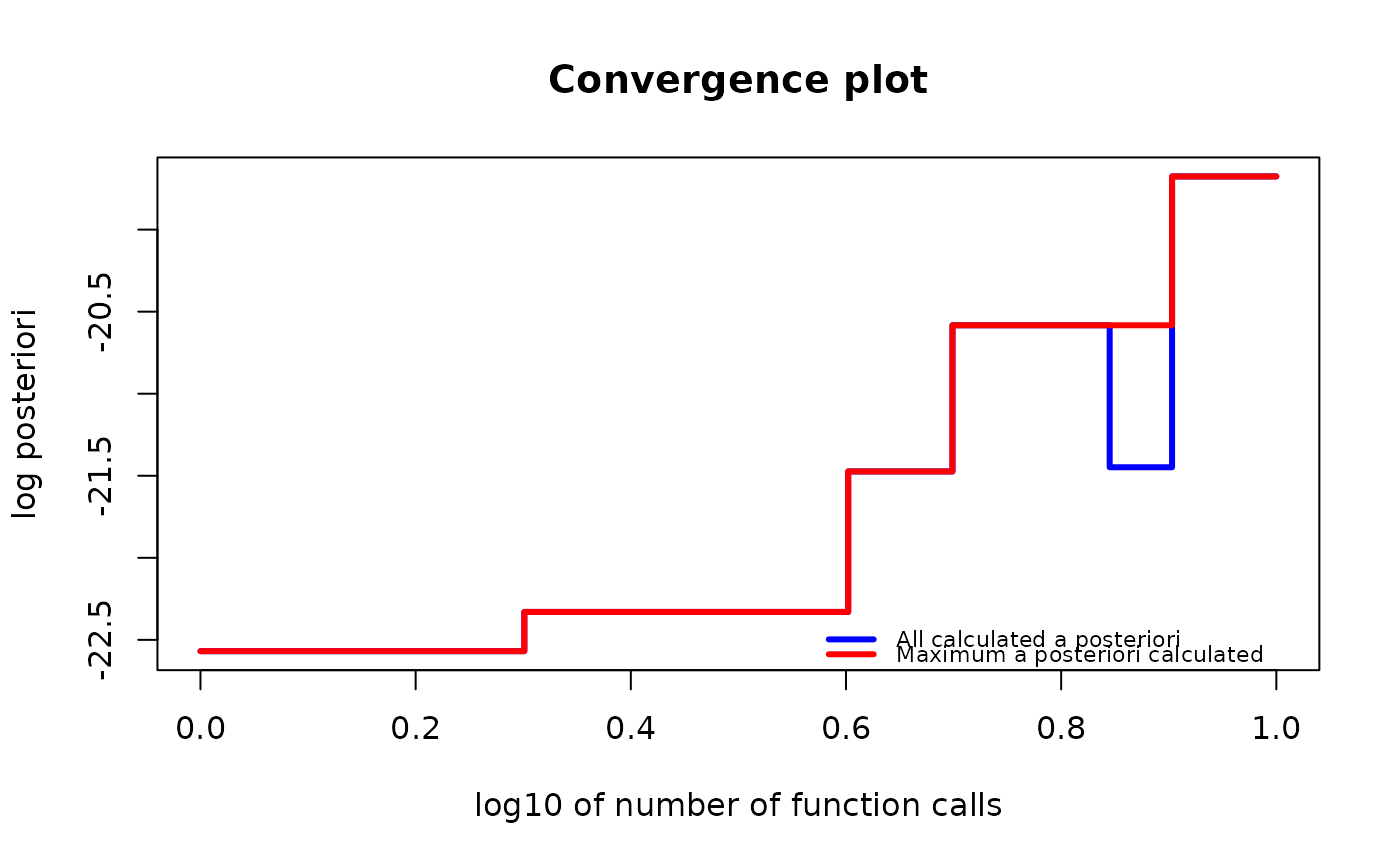 Convergence plot
log posteriori
-20.5
-21.5
-22.5
All calculated a posteriori
Maximum a posteriori calculated
0.0 0.2 0.4 0.6 0.8 1.0
log10 of number of function calls